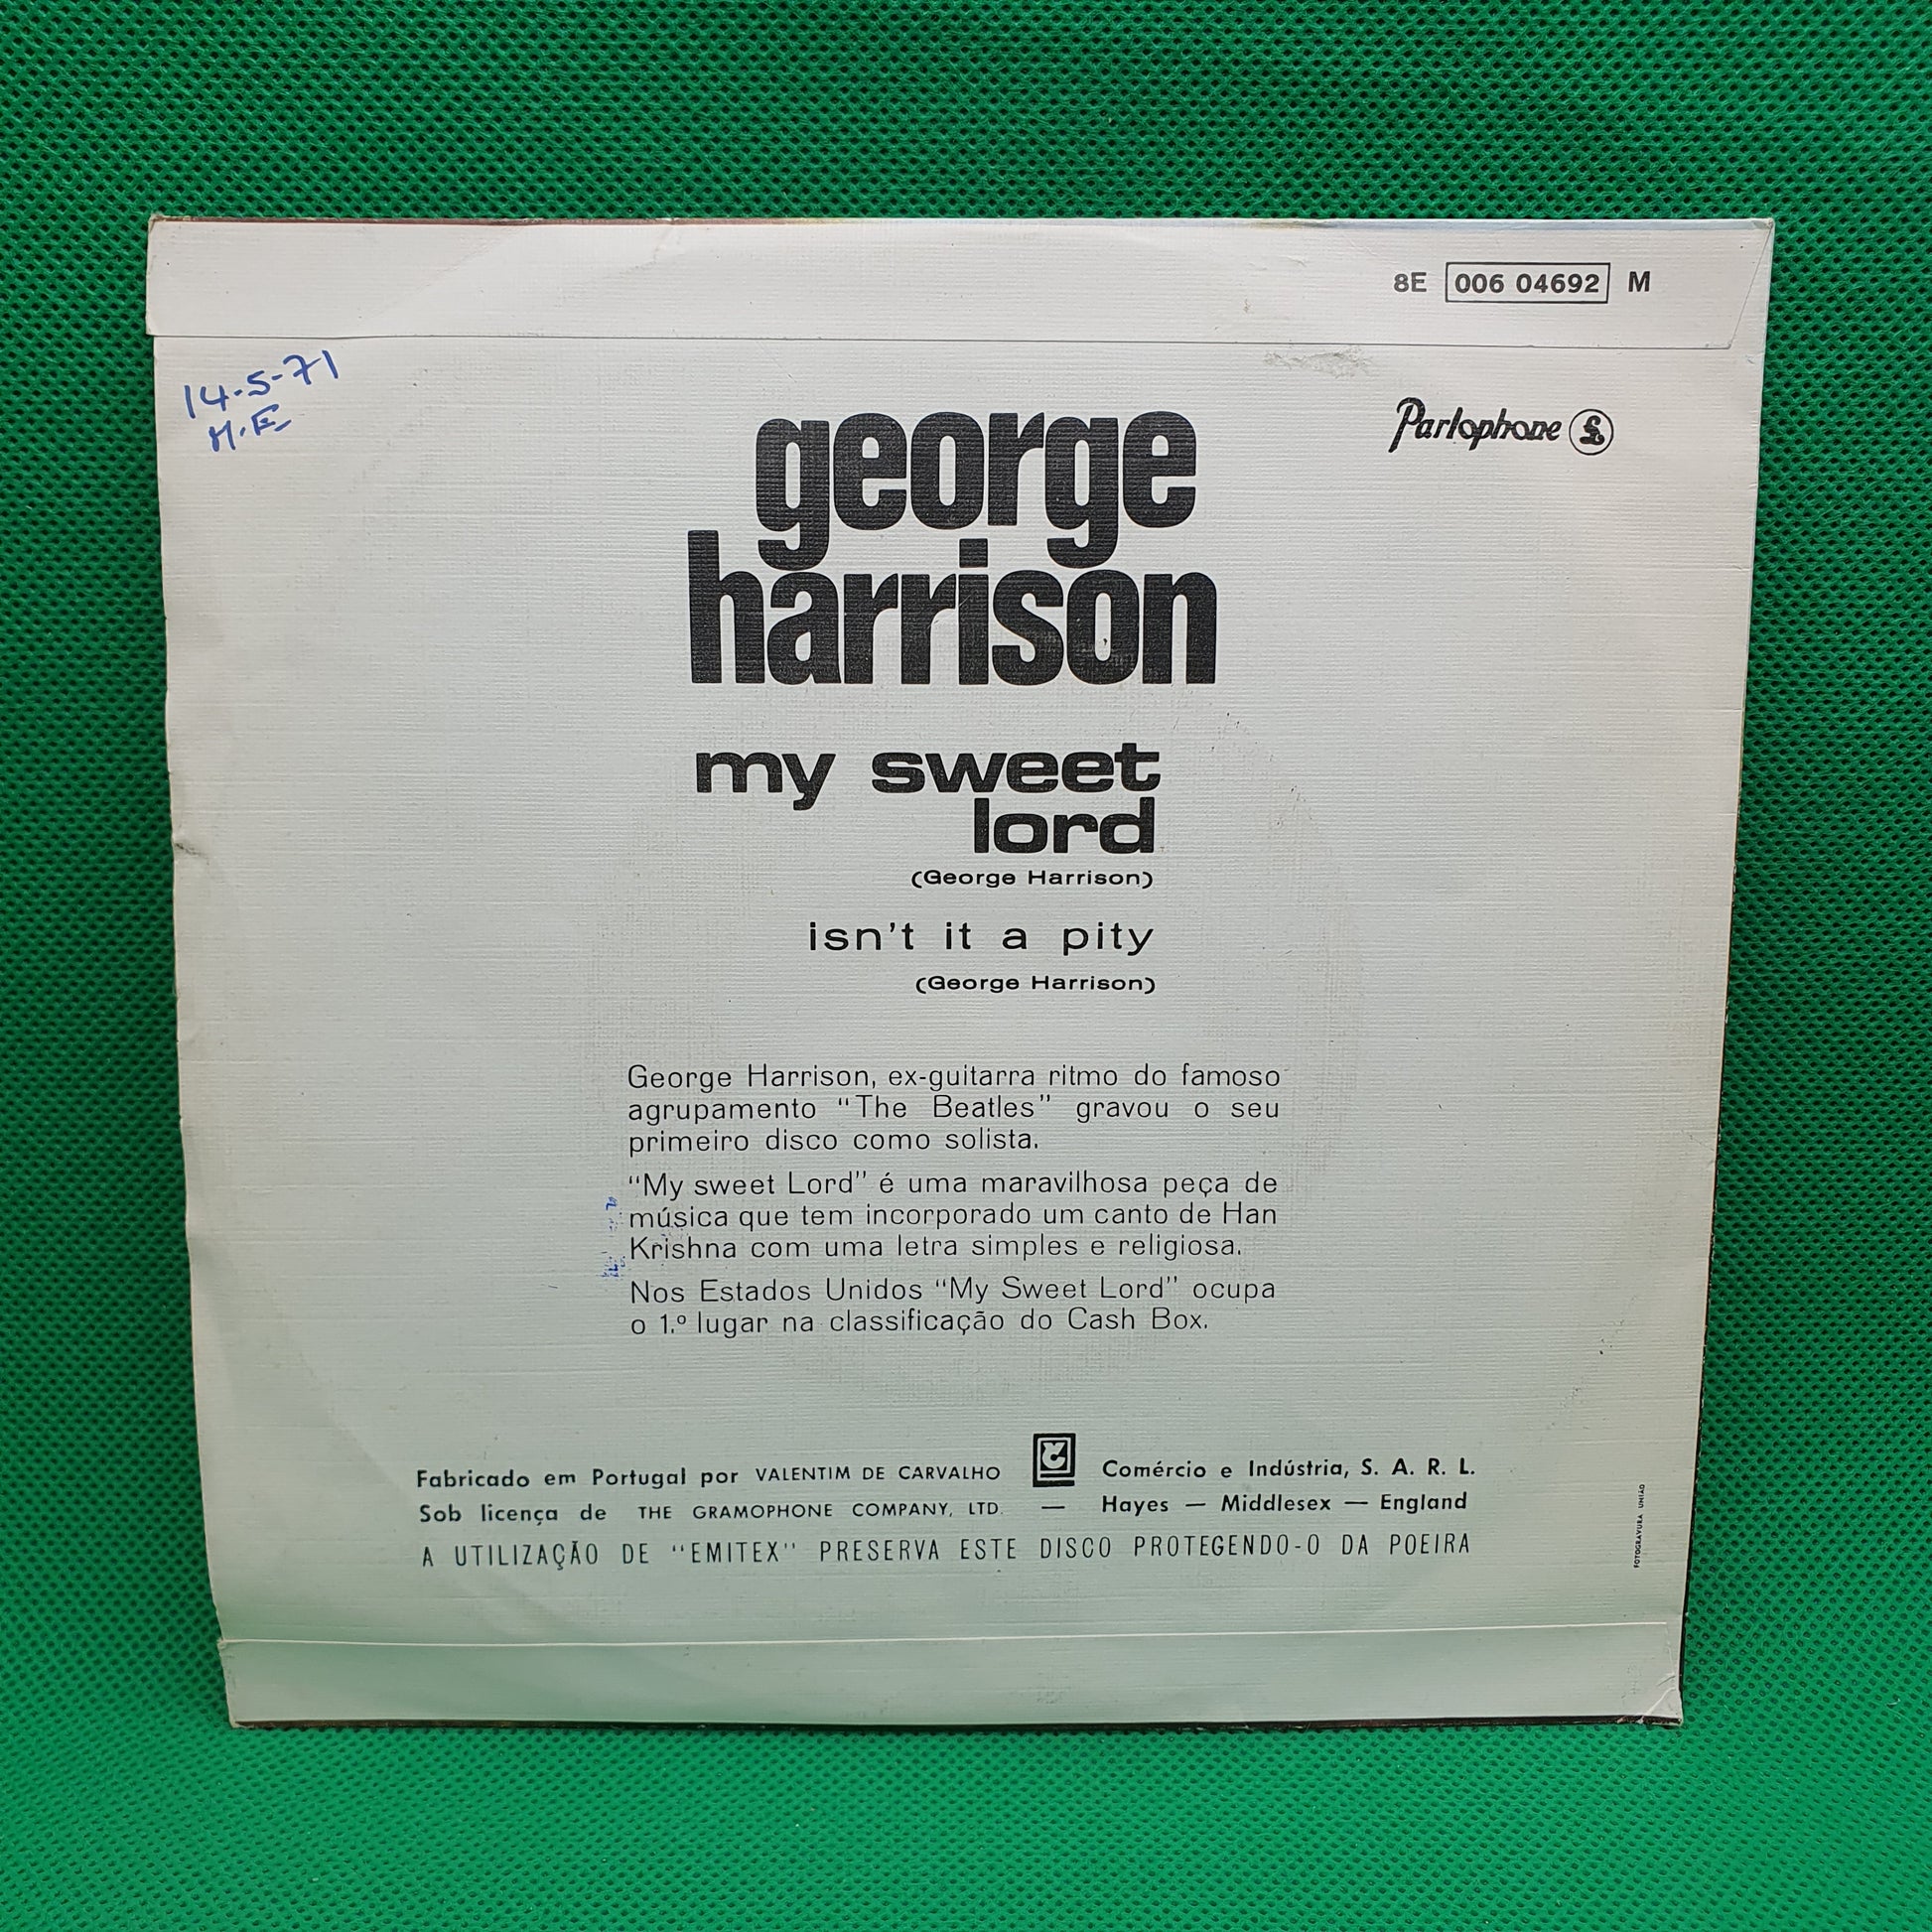 8E 006 04692 M
14-5-71
M.E
Parlophone £
george
harrison
my sweet
lord
(George Harrison)
isn't it a pity
(George Harrison)
George Harrison, ex-guitarra ritmo do famoso
agrupamento “The Beatles” gravou o seu
primeiro disco como solista.
“My sweet Lord” é uma maravilhosa peça de
música que tem incorporado um canto de Han
Krishna com uma letra simples e religiosa.
Nos Estados Unidos “My Sweet Lord” ocupa
o 1.º lugar na classificação do Cash Box.
Fabricado em Portugal por VALENTIM DE CARVALHO VC Comércio e Indústria, S. A. R. L.
Sob licença de THE GRAMOPHONE COMPANY, LTD. — Hayes — Middlesex — England
A UTILIZAÇÃO DE "EMITEX" PRESERVA ESTE DISCO PROTEGENDO-O DA POEIRA
FOTOGRAVURA UNIÃO